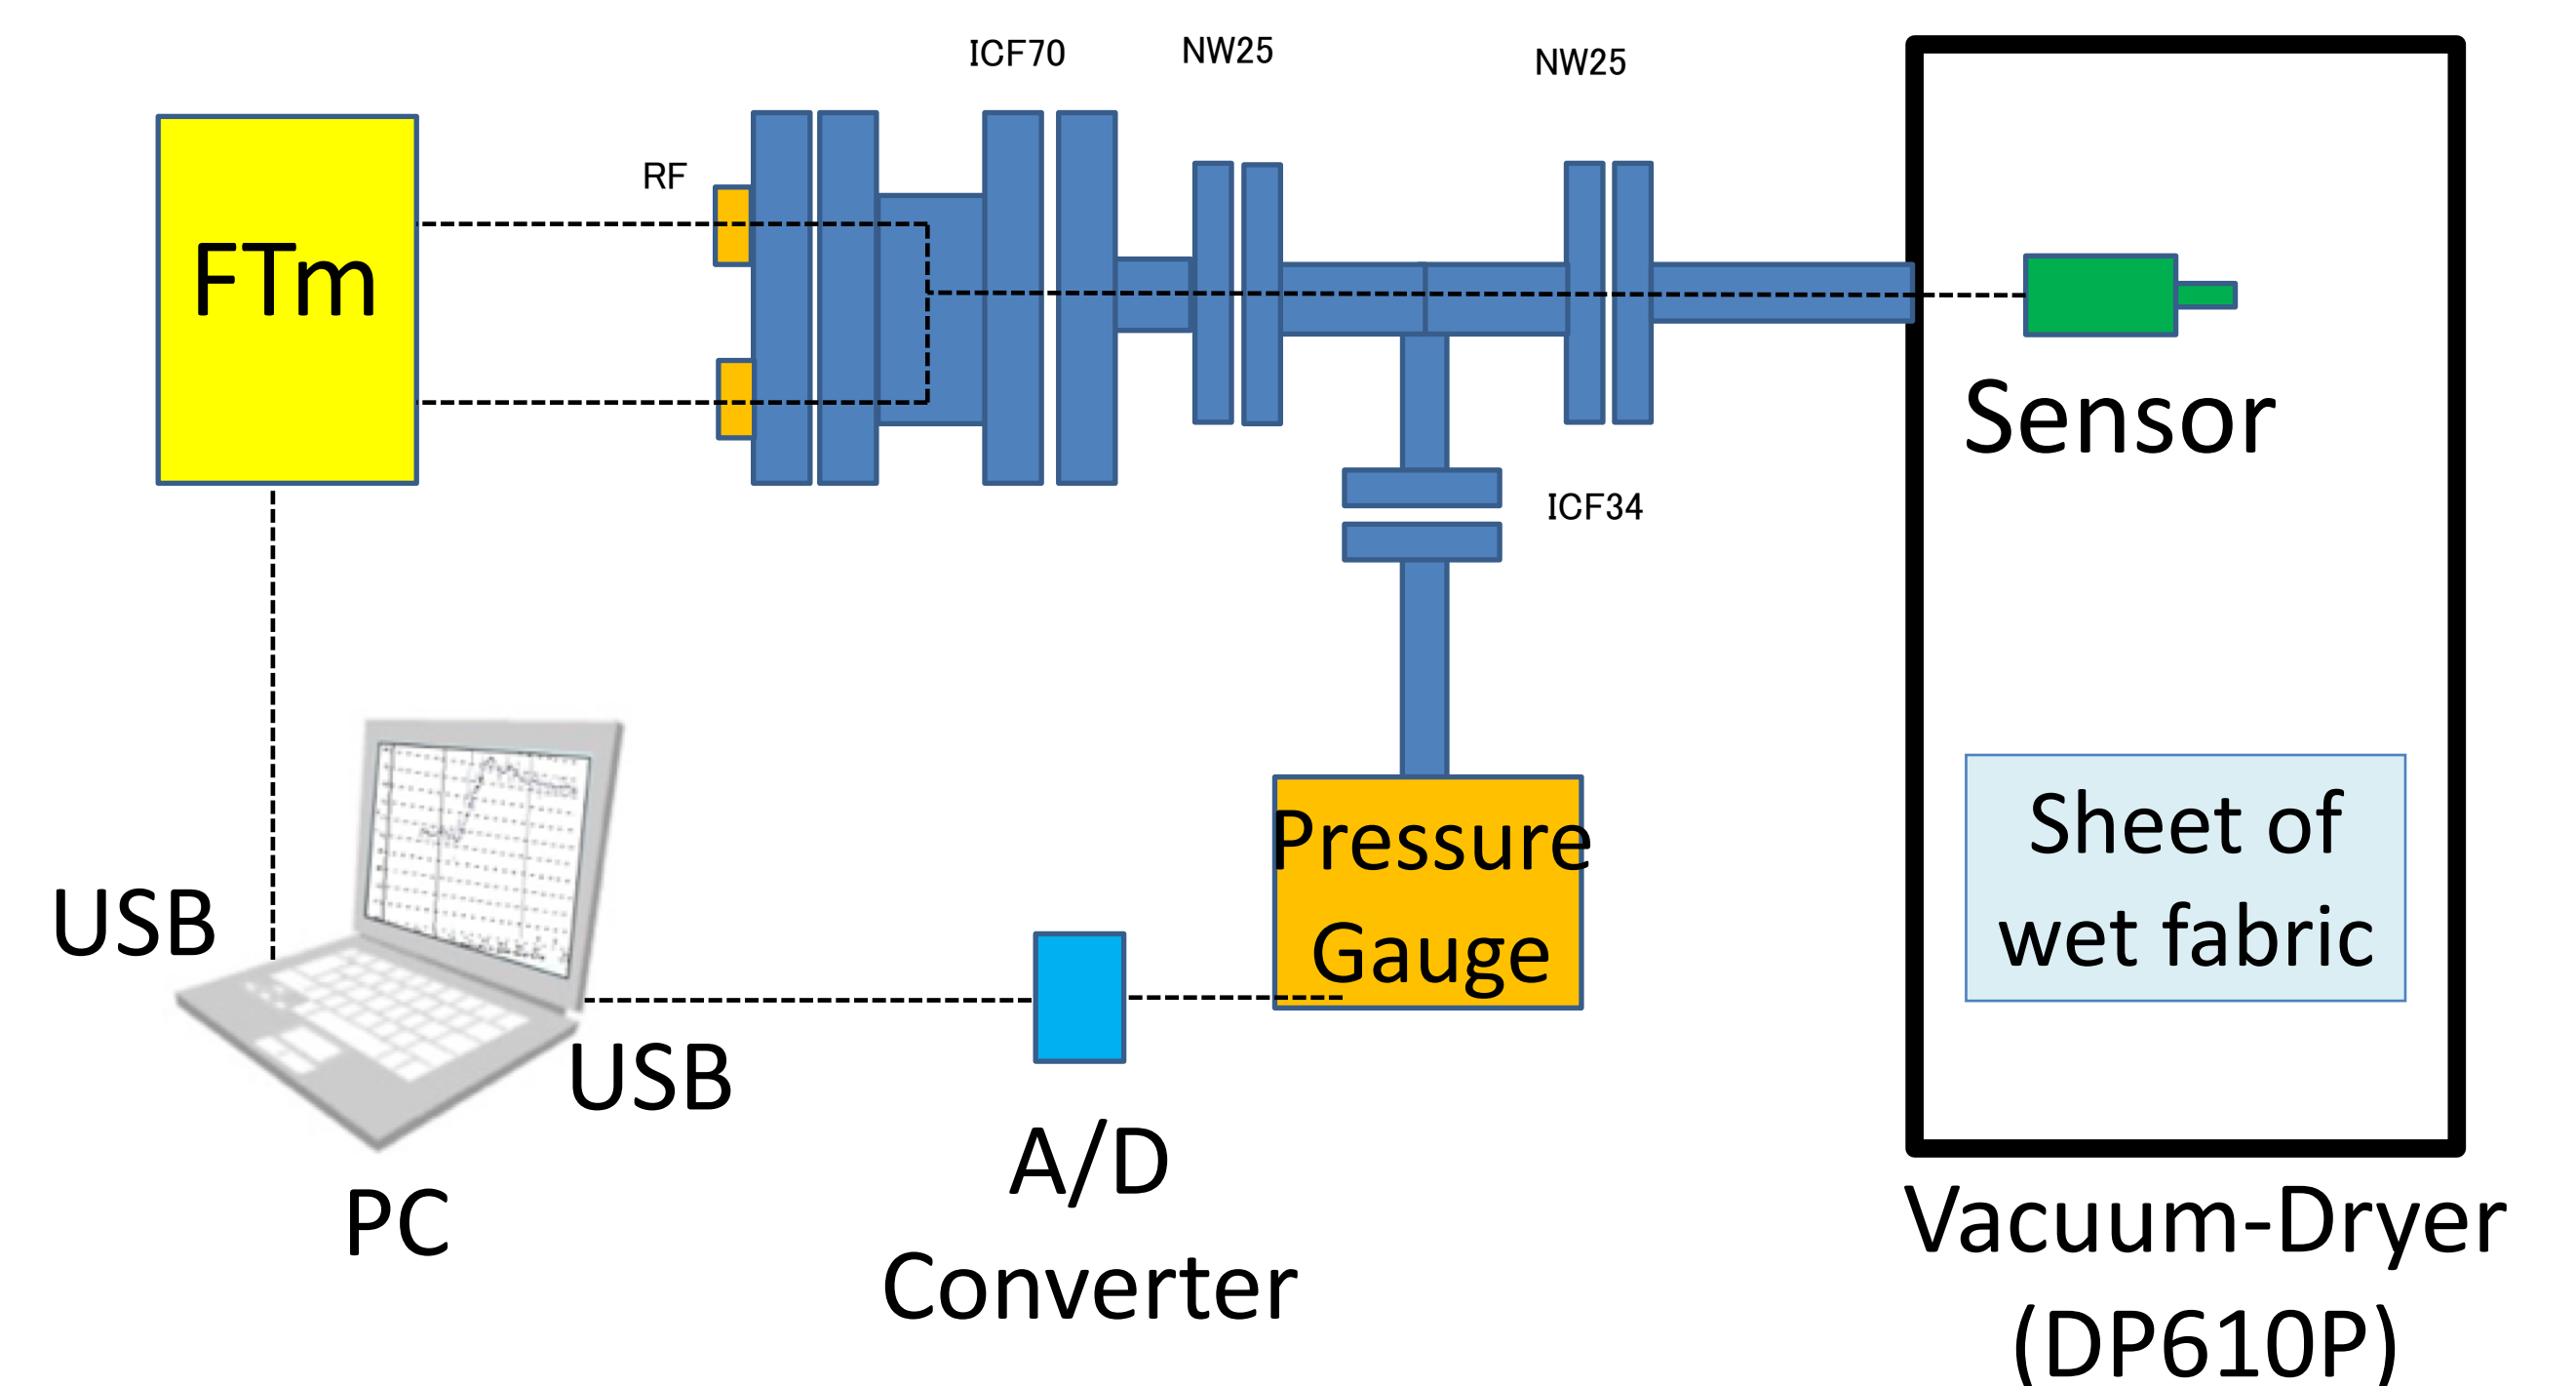 ICF70
NW25
NW25
RF
FTm
Sensor
ICF34
Pressure
Gauge
Sheet of
wet fabric
USB
USB
PC
A/D
Converter
Vacuum-Dryer
(DP610P)